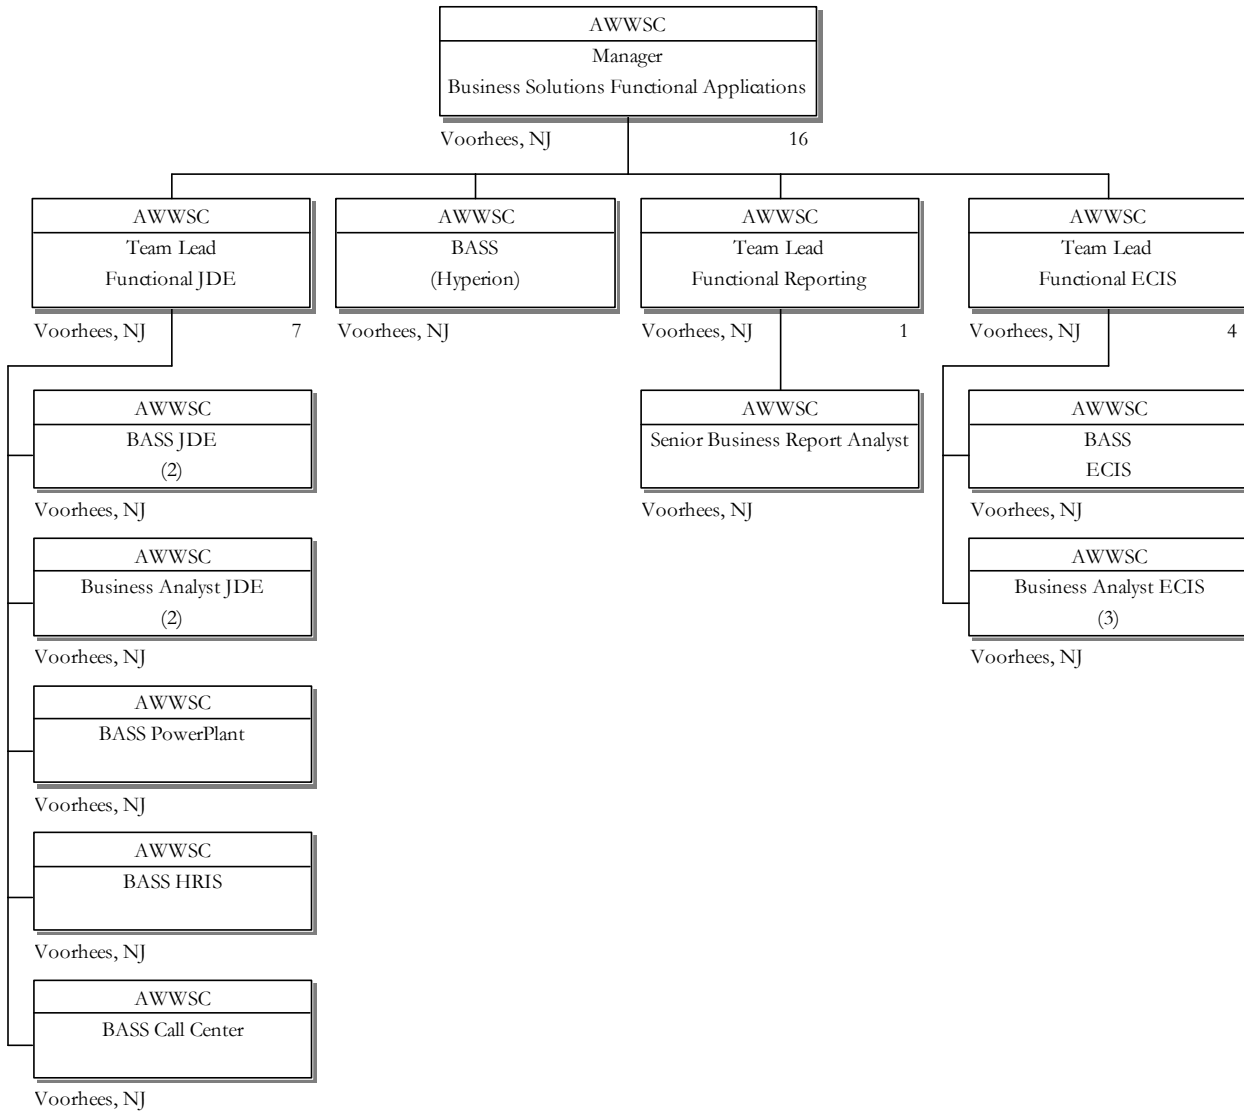 AWWSC
Manager
Business Solutions Functional Applications
Voorhees, NJ 16
AWWSC
Team Lead
Functional JDE
Voorhees, NJ 7
AWWSC
BASS
(Hyperion)
Voorhees, NJ
AWWSC
Team Lead
Functional Reporting
Voorhees, NJ 1
AWWSC
Team Lead
Functional ECIS
Voorhees, NJ 4
AWWSC
BASS JDE
(2)
Voorhees, NJ
AWWSC
Senior Business Report Analyst
Voorhees, NJ
AWWSC
BASS
ECIS
Voorhees, NJ
AWWSC
Business Analyst JDE
(2)
Voorhees, NJ
AWWSC
Business Analyst ECIS
(3)
Voorhees, NJ
AWWSC
BASS PowerPlant
Voorhees, NJ
AWWSC
BASS HRIS
Voorhees, NJ
AWWSC
BASS Call Center
Voorhees, NJ